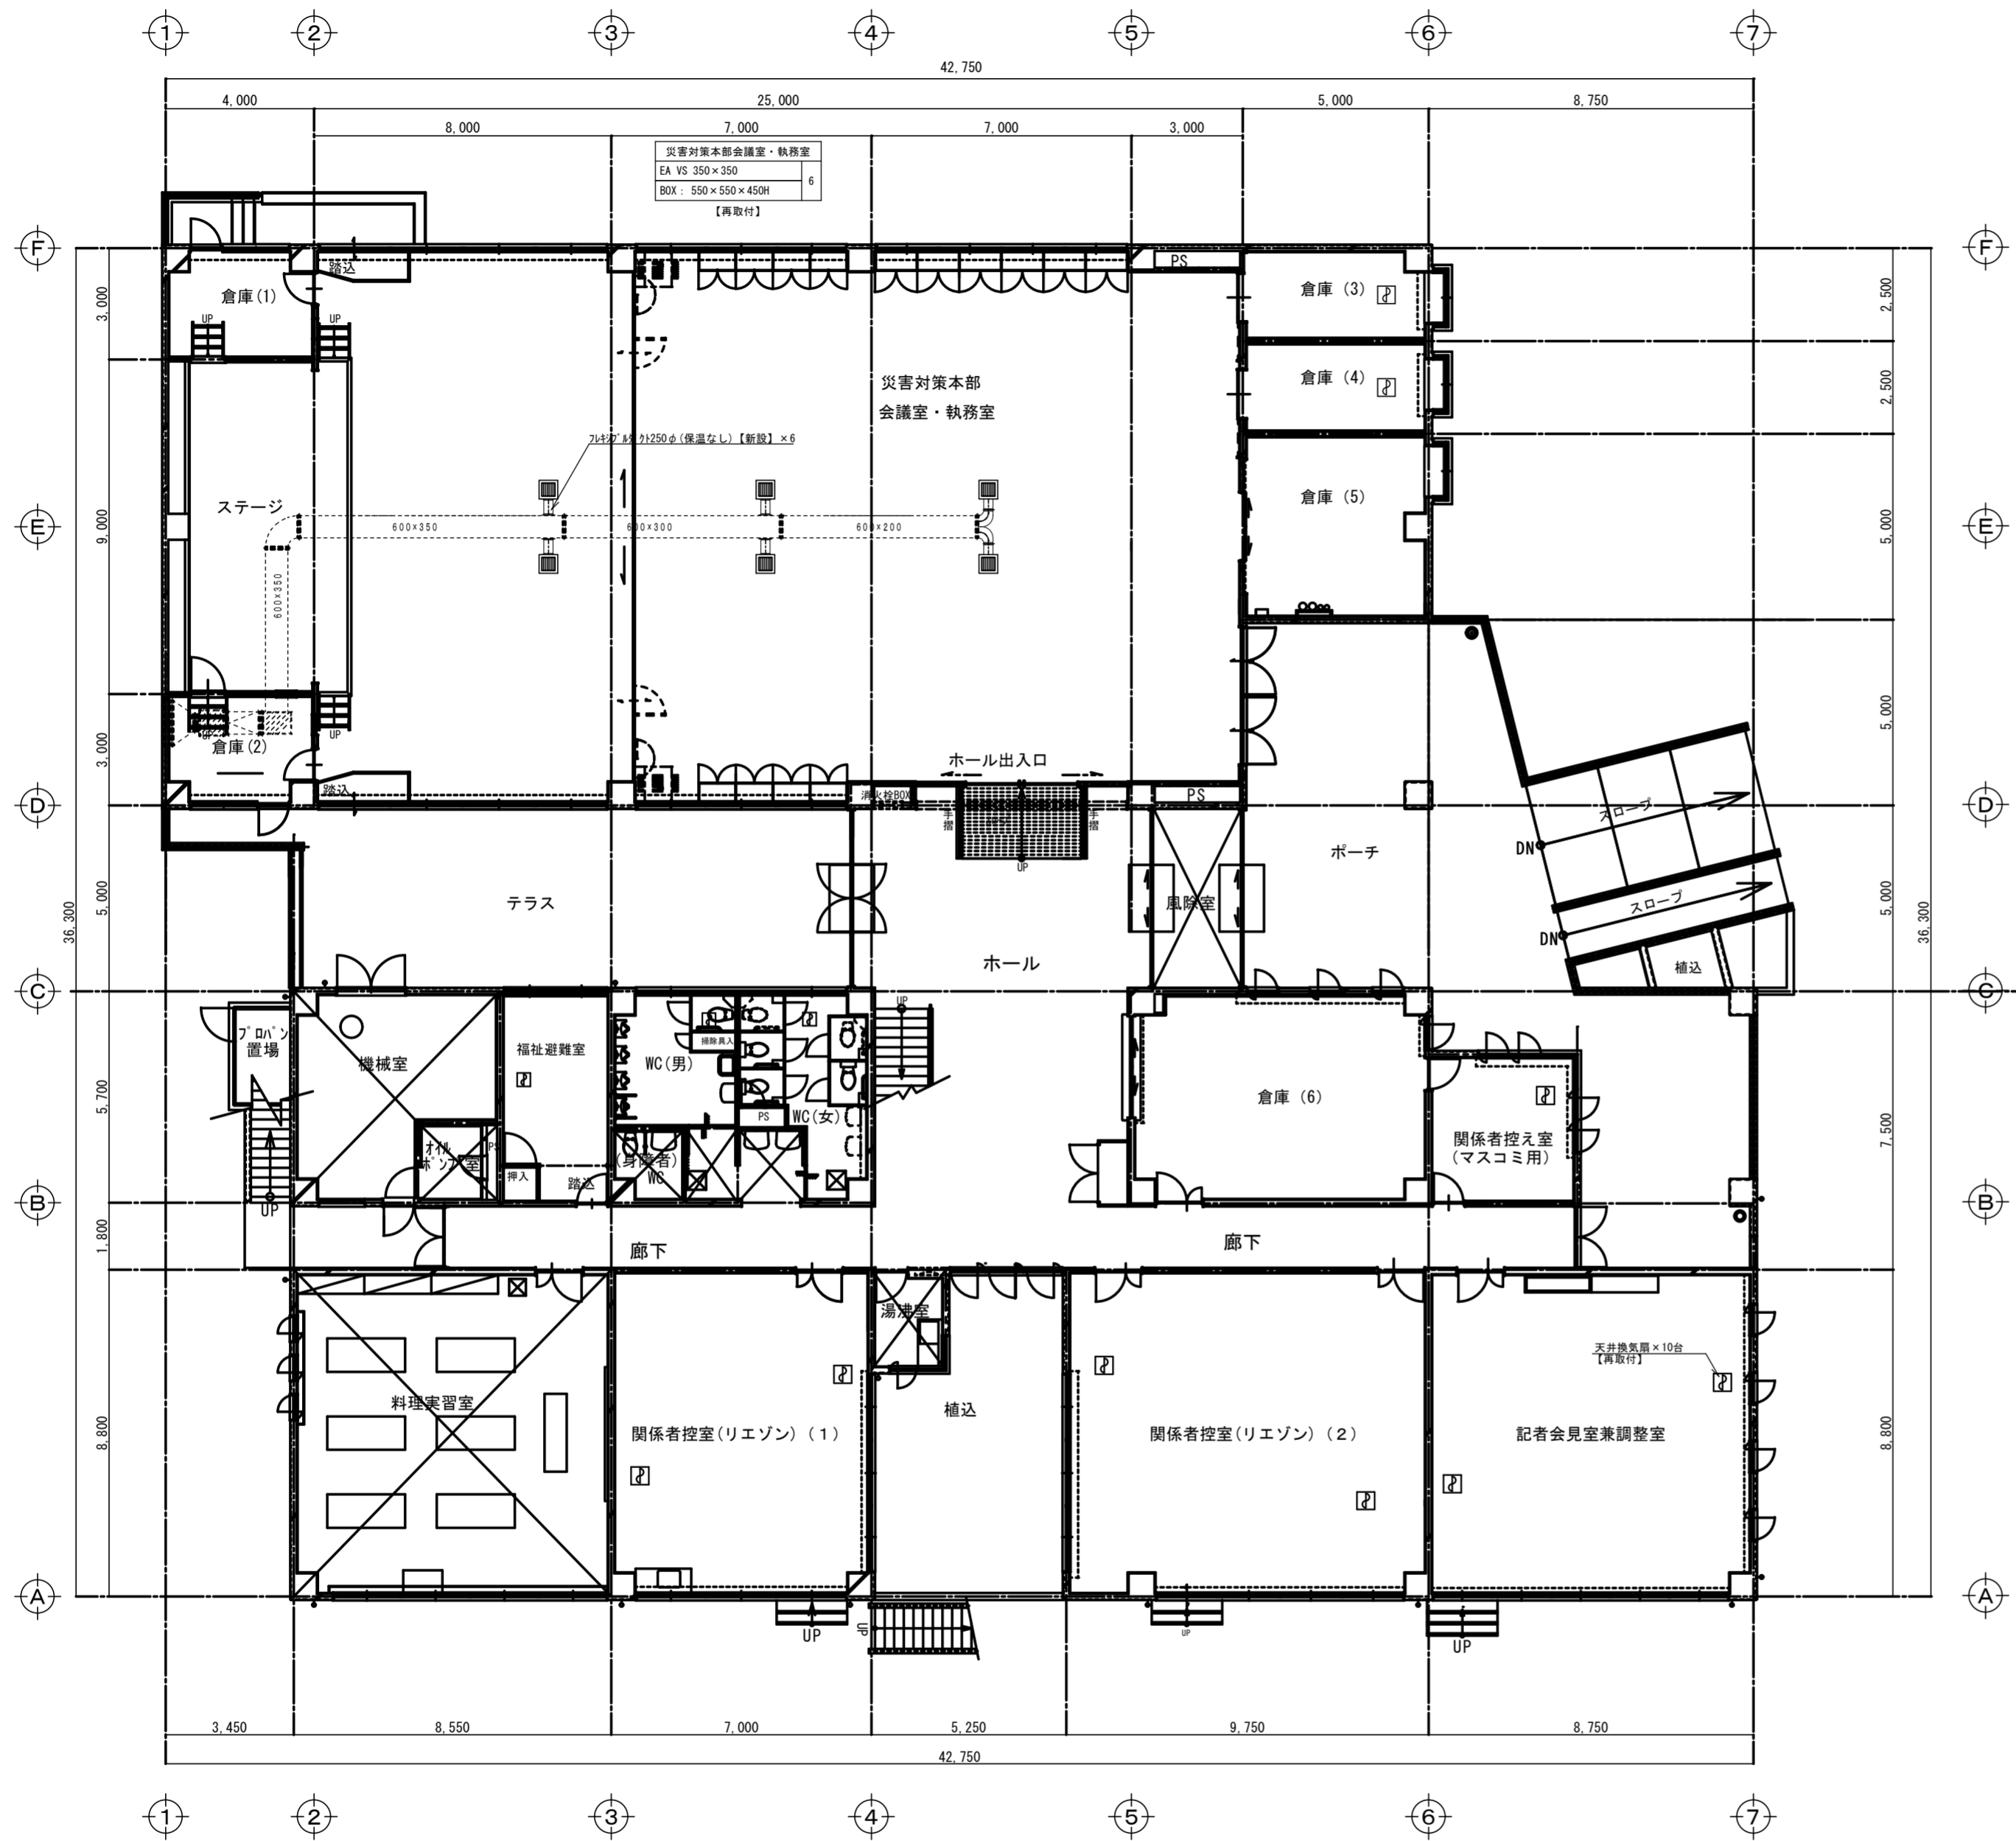 1 2 3 4 5 6 7
42,750
4,000 25,000 5,000 8,750
8,000 7,000 7,000 3,000
災害対策本部会議室・執務室
EA VS 350×350
6
BOX : 550×550×450H
【再取付】
F F
踏込
PS
倉庫(1)
倉庫(3)
3,000
2,500
UP UP
倉庫(4)
2,500
災害対策本部
会議室・執務室
ﾌﾚｷｼﾌﾞﾙﾀﾞｸﾄ250φ(保温なし)【新設】×6
倉庫(5)
ステージ
E E
9,000
5,000
600×350 600×300 600×200
600×350
5,000
UP UP
倉庫(2)
3,000
ホール出入口
踏込
消火栓BOX
PS
D D
手摺
手摺
UP
スロープ
DN
ポーチ
テラス
風除室
スロープ
5,000
5,000
36,300
36,300
DN
ホール
植込
C C
UP
ﾌﾟﾛﾊﾟﾝ
置場
機械室
福祉避難室
掃除具入
WC(男)
PS
WC(女)
倉庫(6)
5,700
7,500
関係者控え室
(マスコミ用)
ｵｲﾙ
ﾎﾟﾝﾌﾟ室
PS
押入
踏込
(身障者)
WC
B B
UP
1,800
廊下
廊下
湯沸室
天井換気扇×10台
【再取付】
料理実習室
植込
関係者控室(リエゾン)(1)
関係者控室(リエゾン)(2)
記者会見室兼調整室
8,800
8,800
A A
UP
UP
UP
UP
3,450 8,550 7,000 5,250 9,750 8,750
42,750
1 2 3 4 5 6 7